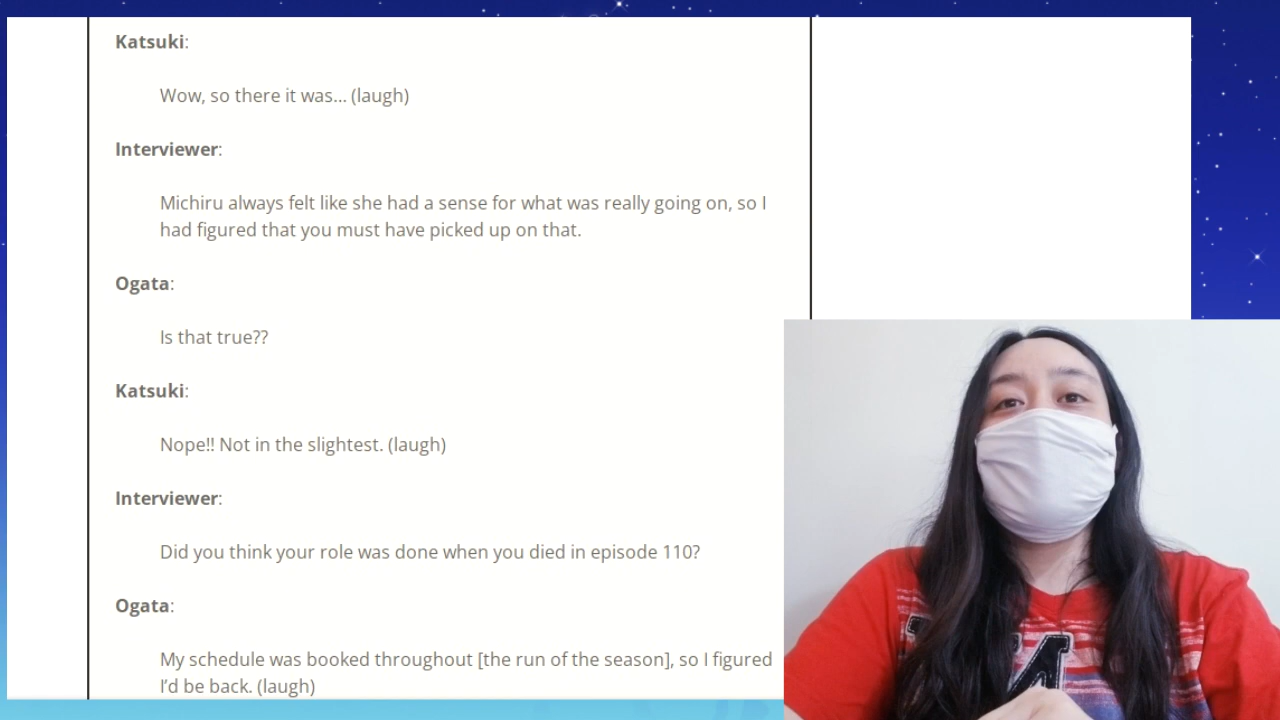 Katsuki:
Wow, so there it was... (laugh)
Interviewer:
Michiru always felt like she had a sense for what was really going on, so I
had figured that you must have picked up on that.
Ogata:
Is that true??
Katsuki:
Nope!! Not in the slightest. (laugh)
Interviewer:
Did you think your role was done when you died in episode 110?
Ogata:
My schedule was booked throughout [the run of the season], so I figured
I’d be back. (laugh)